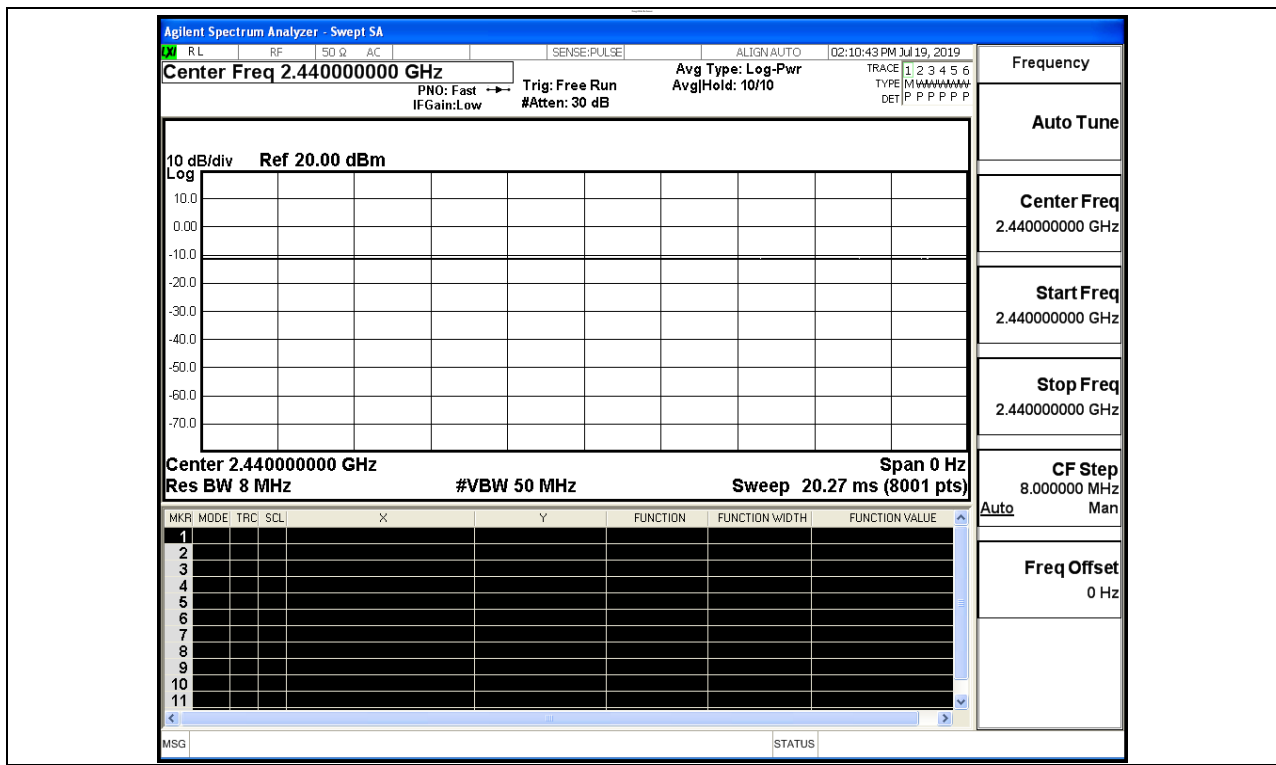 Agilent Spectrum Analyzer - Swept SA
LXI RL RF 50 Ω AC SENSE:PULSE ALIGN AUTO 02:10:43 PM Jul 19, 2019
Center Freq 2.440000000 GHz
PNO: Fast
IFGain:Low
Trig: Free Run
#Atten: 30 dB
Avg Type: Log-Pwr
Avg|Hold: 10/10
TRACE 1 2 3 4 5 6
TYPE M WWWWW
DET P P P P P P
10 dB/div Ref 20.00 dBm
Log
10.0
0.00
-10.0
-20.0
-30.0
-40.0
-50.0
-60.0
-70.0
Center 2.440000000 GHz Span 0 Hz
Res BW 8 MHz #VBW 50 MHz Sweep 20.27 ms (8001 pts)
MKR MODE TRC SCL X Y FUNCTION FUNCTION WIDTH FUNCTION VALUE
1
2
3
4
5
6
7
8
9
10
11
MSG STATUS
Frequency
Auto Tune
Center Freq
2.440000000 GHz
Start Freq
2.440000000 GHz
Stop Freq
2.440000000 GHz
CF Step
8.000000 MHz
Auto Man
Freq Offset
0 Hz